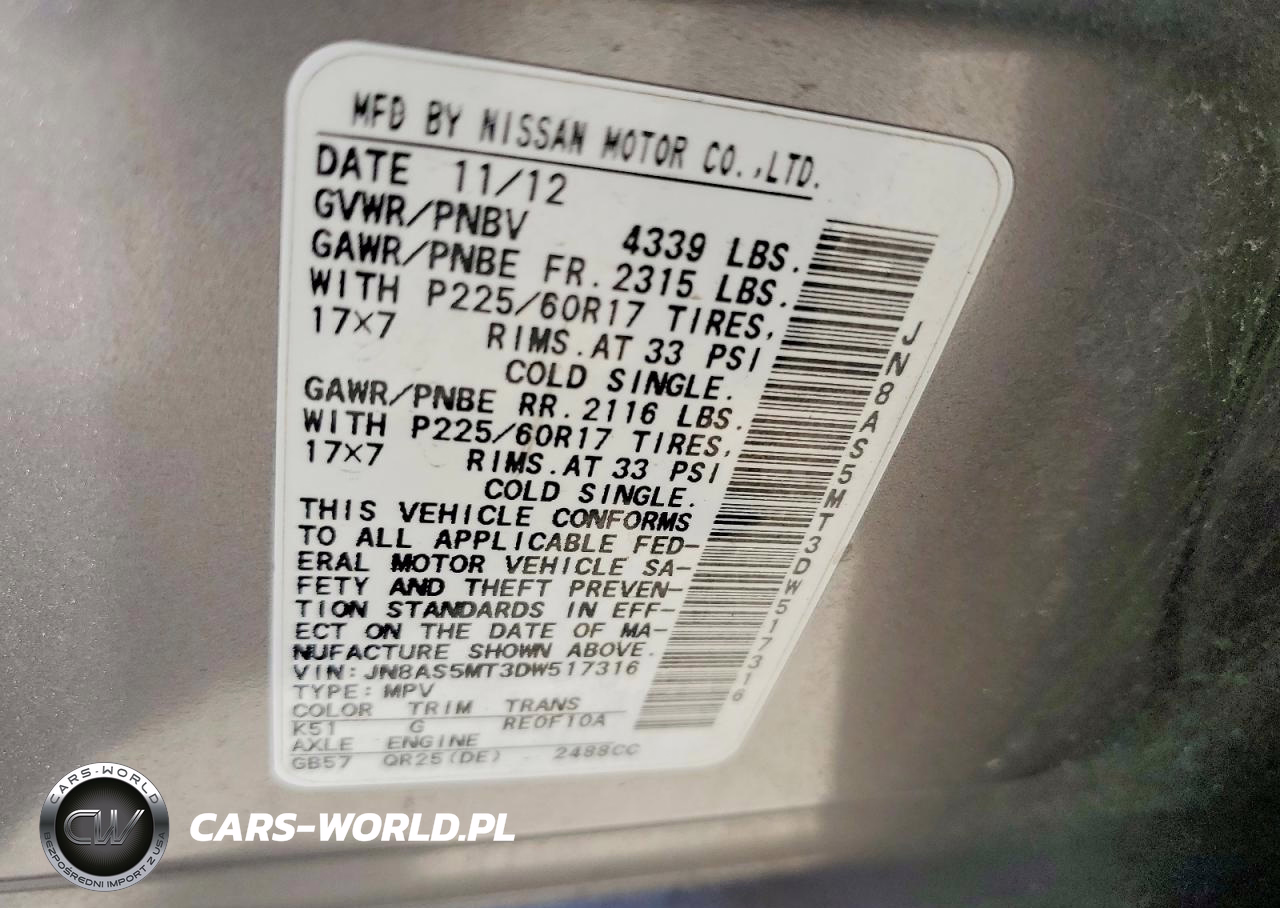 MFD BY NISSAN MOTOR CO.,LTD.
DATE 11/12
GVWR/PNBV 4339 LBS.
GAWR/PNBE FR. 2315 LBS.
WITH P225/60R17 TIRES,
17×7 RIMS.AT 33 PSI
COLD SINGLE.
GAWR/PNBE RR. 2116 LBS.
WITH P225/60R17 TIRES,
17×7 RIMS.AT 33 PSI
COLD SINGLE.
THIS VEHICLE CONFORMS
TO ALL APPLICABLE FED-
ERAL MOTOR VEHICLE SA-
FETY AND THEFT PREVEN-
TION STANDARDS IN EFF-
ECT ON THE DATE OF MA-
NUFACTURE SHOWN ABOVE.
VIN: JN8AS5MT3DW517316
TYPE: MPV
COLOR TRIM TRANS
K51 G RE0F10A
AXLE ENGINE
GB57 QR25(DE) 2488CC
JN8AS5MT3DW517316
CARS-WORLD
CW
BEZPOŚREDNI IMPORT Z USA
CARS-WORLD.PL